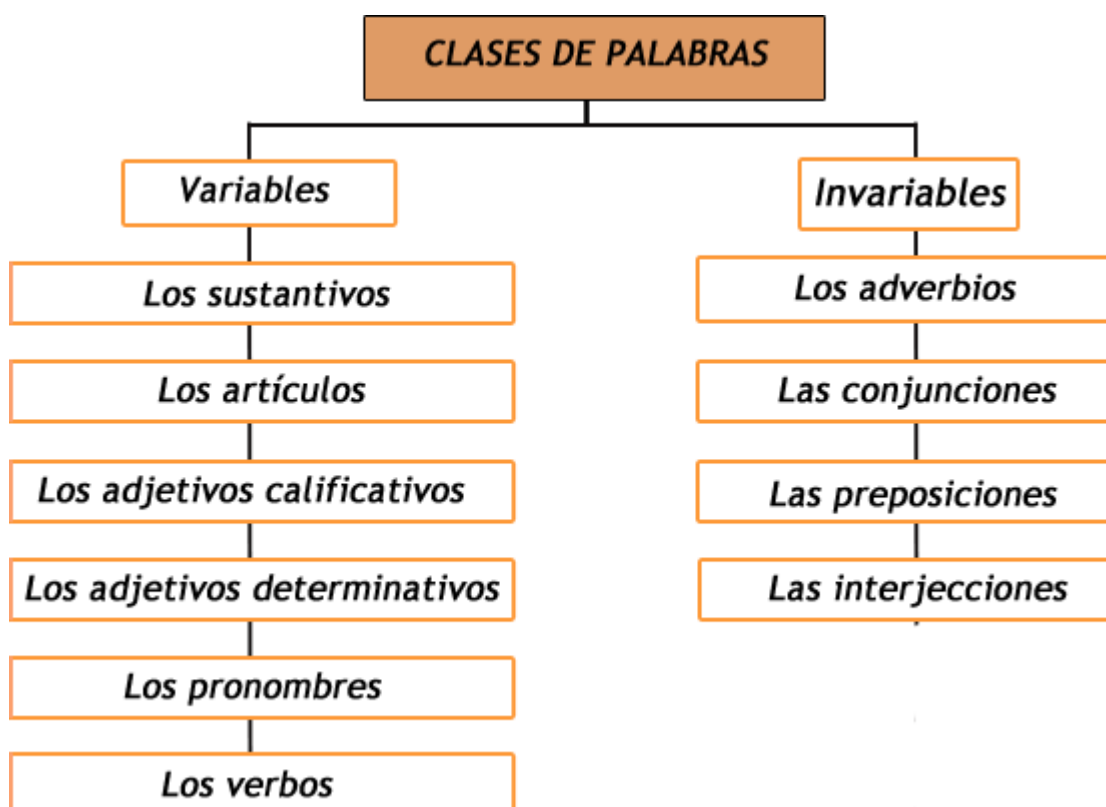 CLASES DE PALABRAS
Variables
Los sustantivos
Los artículos
Los adjetivos calificativos
Los adjetivos determinativos
Los pronombres
Los verbos
Invariables
Los adverbios
Las conjunciones
Las preposiciones
Las interjecciones